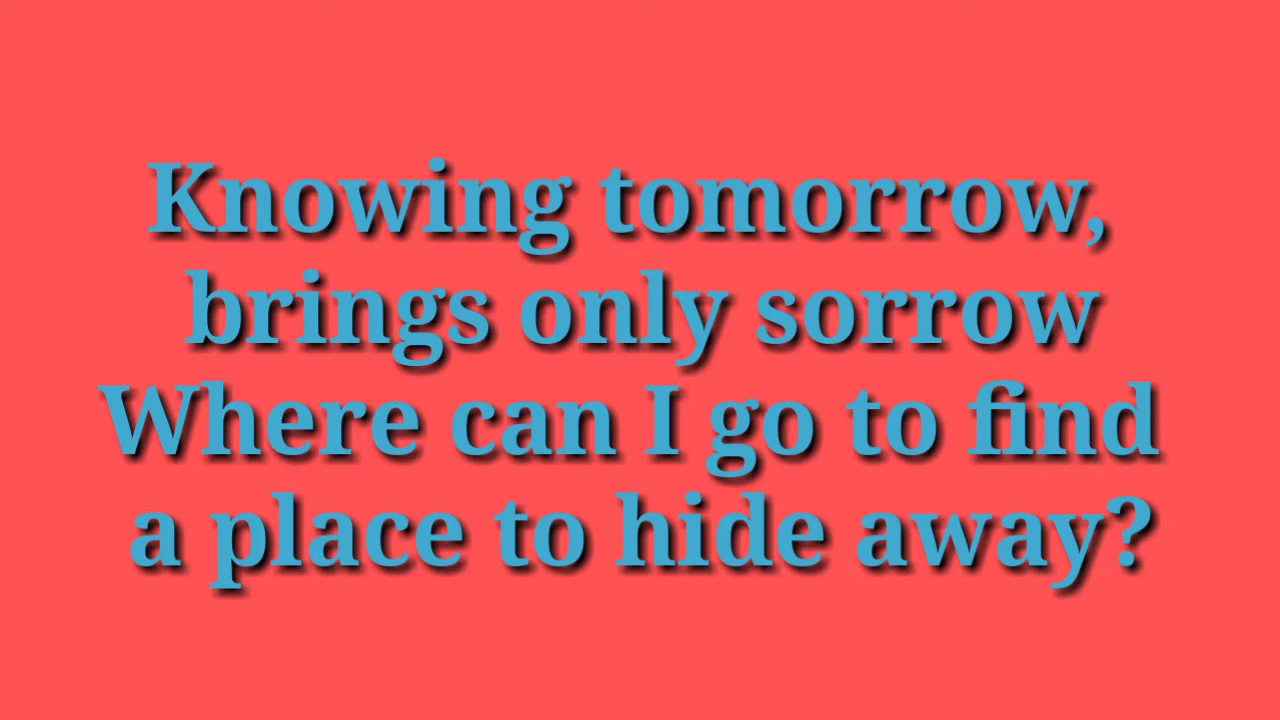 Knowing tomorrow,
brings only sorrow
Where can I go to find
a place to hide away?